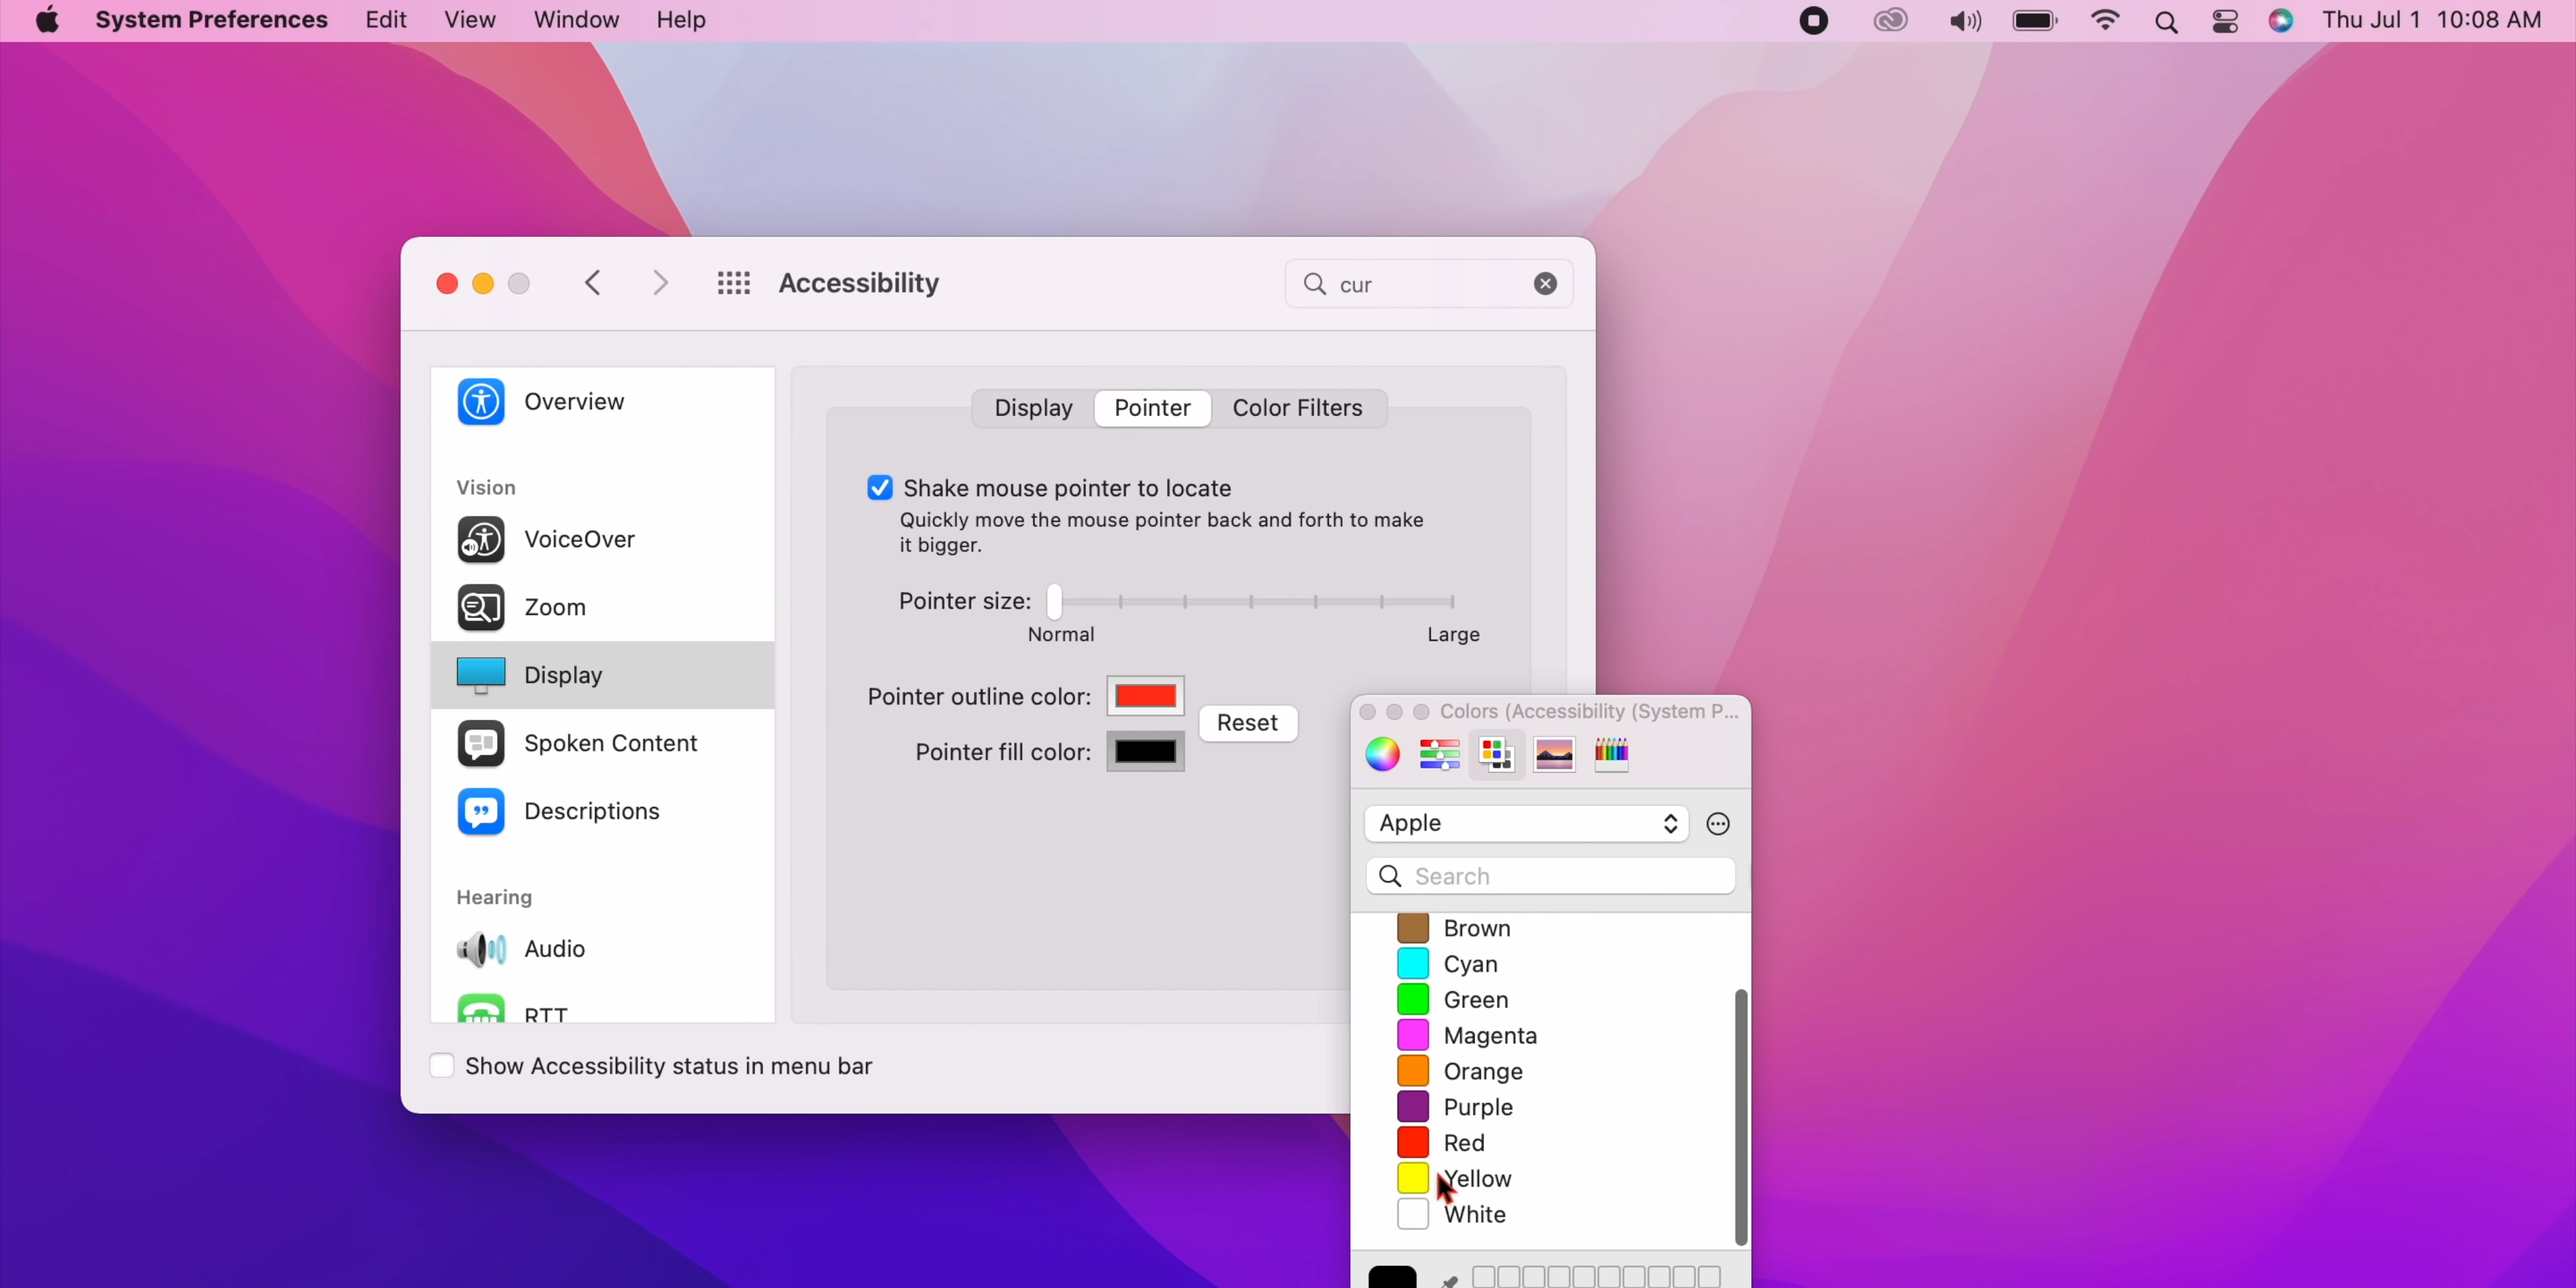 System Preferences Edit View Window Help Thu Jul 1 10:08 AM
Accessibility
cur
Overview
Vision
VoiceOver
Zoom
Display
Spoken Content
Descriptions
Hearing
Audio
RTT
Display Pointer Color Filters
Shake mouse pointer to locate
Quickly move the mouse pointer back and forth to make
it bigger.
Pointer size:
Normal Large
Pointer outline color:
Reset
Pointer fill color:
Show Accessibility status in menu bar
Colors (Accessibility (System P...
Apple
Search
Brown
Cyan
Green
Magenta
Orange
Purple
Red
Yellow
White